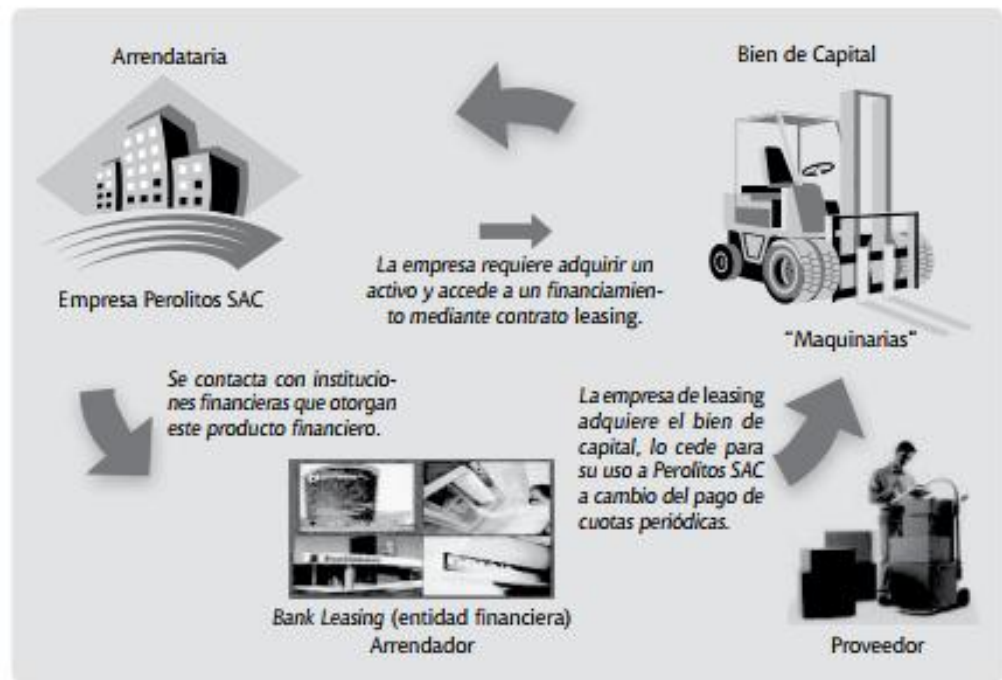 Arrendataria
Bien de Capital
La empresa requiere adquirir un
activo y accede a un financiamien-
to mediante contrato leasing.
Empresa Perolitos SAC
"Maquinarias"
Se contacta con institucio-
nes financieras que otorgan
este producto financiero.
La empresa de leasing
adquiere el bien de
capital, lo cede para
su uso a Perolitos SAC
a cambio del pago de
cuotas periódicas.
Bank Leasing (entidad financiera)
Arrendador
Proveedor